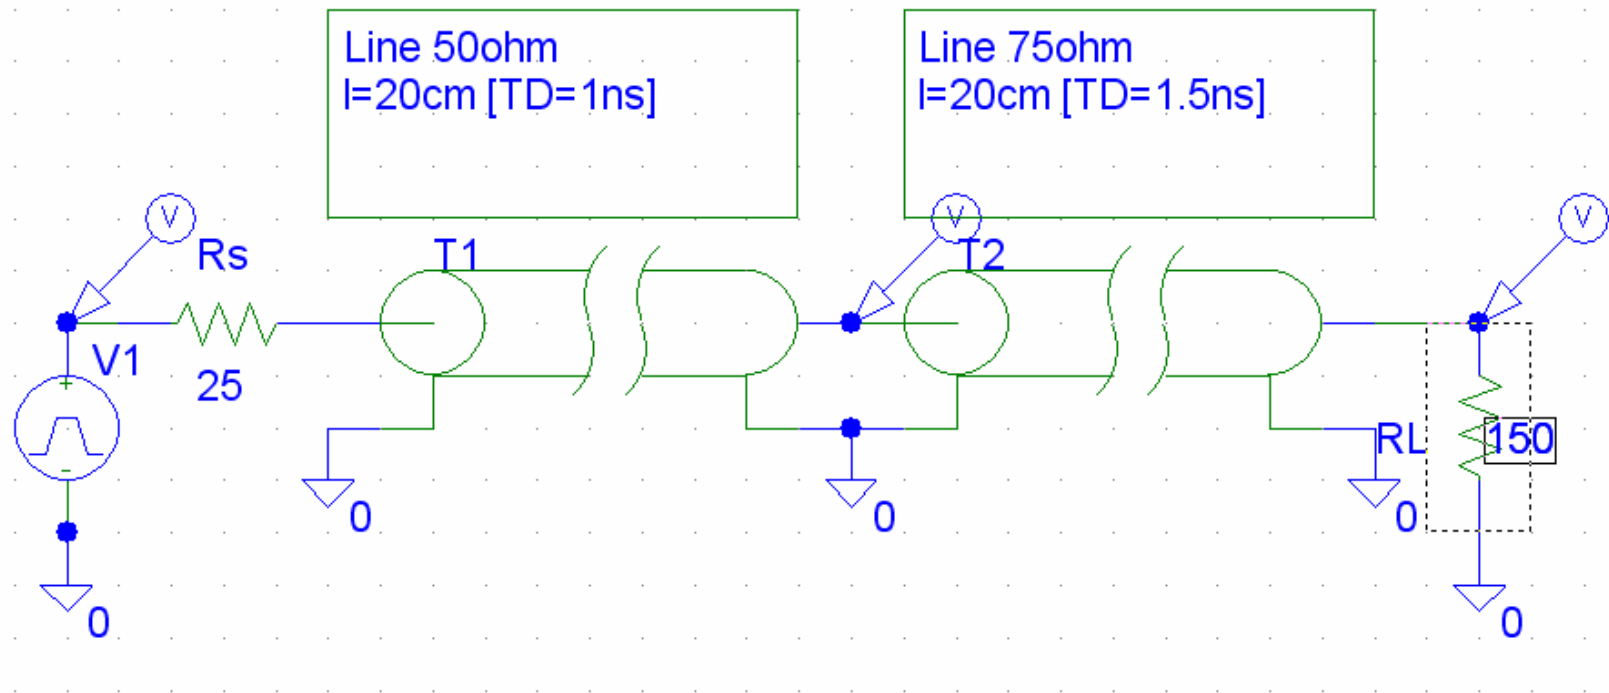 Line 50ohm
l=20cm [TD=1ns]
Line 75ohm
l=20cm [TD=1.5ns]
V
V
V
Rs
T1
T2
V1
25
+
-
RL
150
0
0
0
0
0